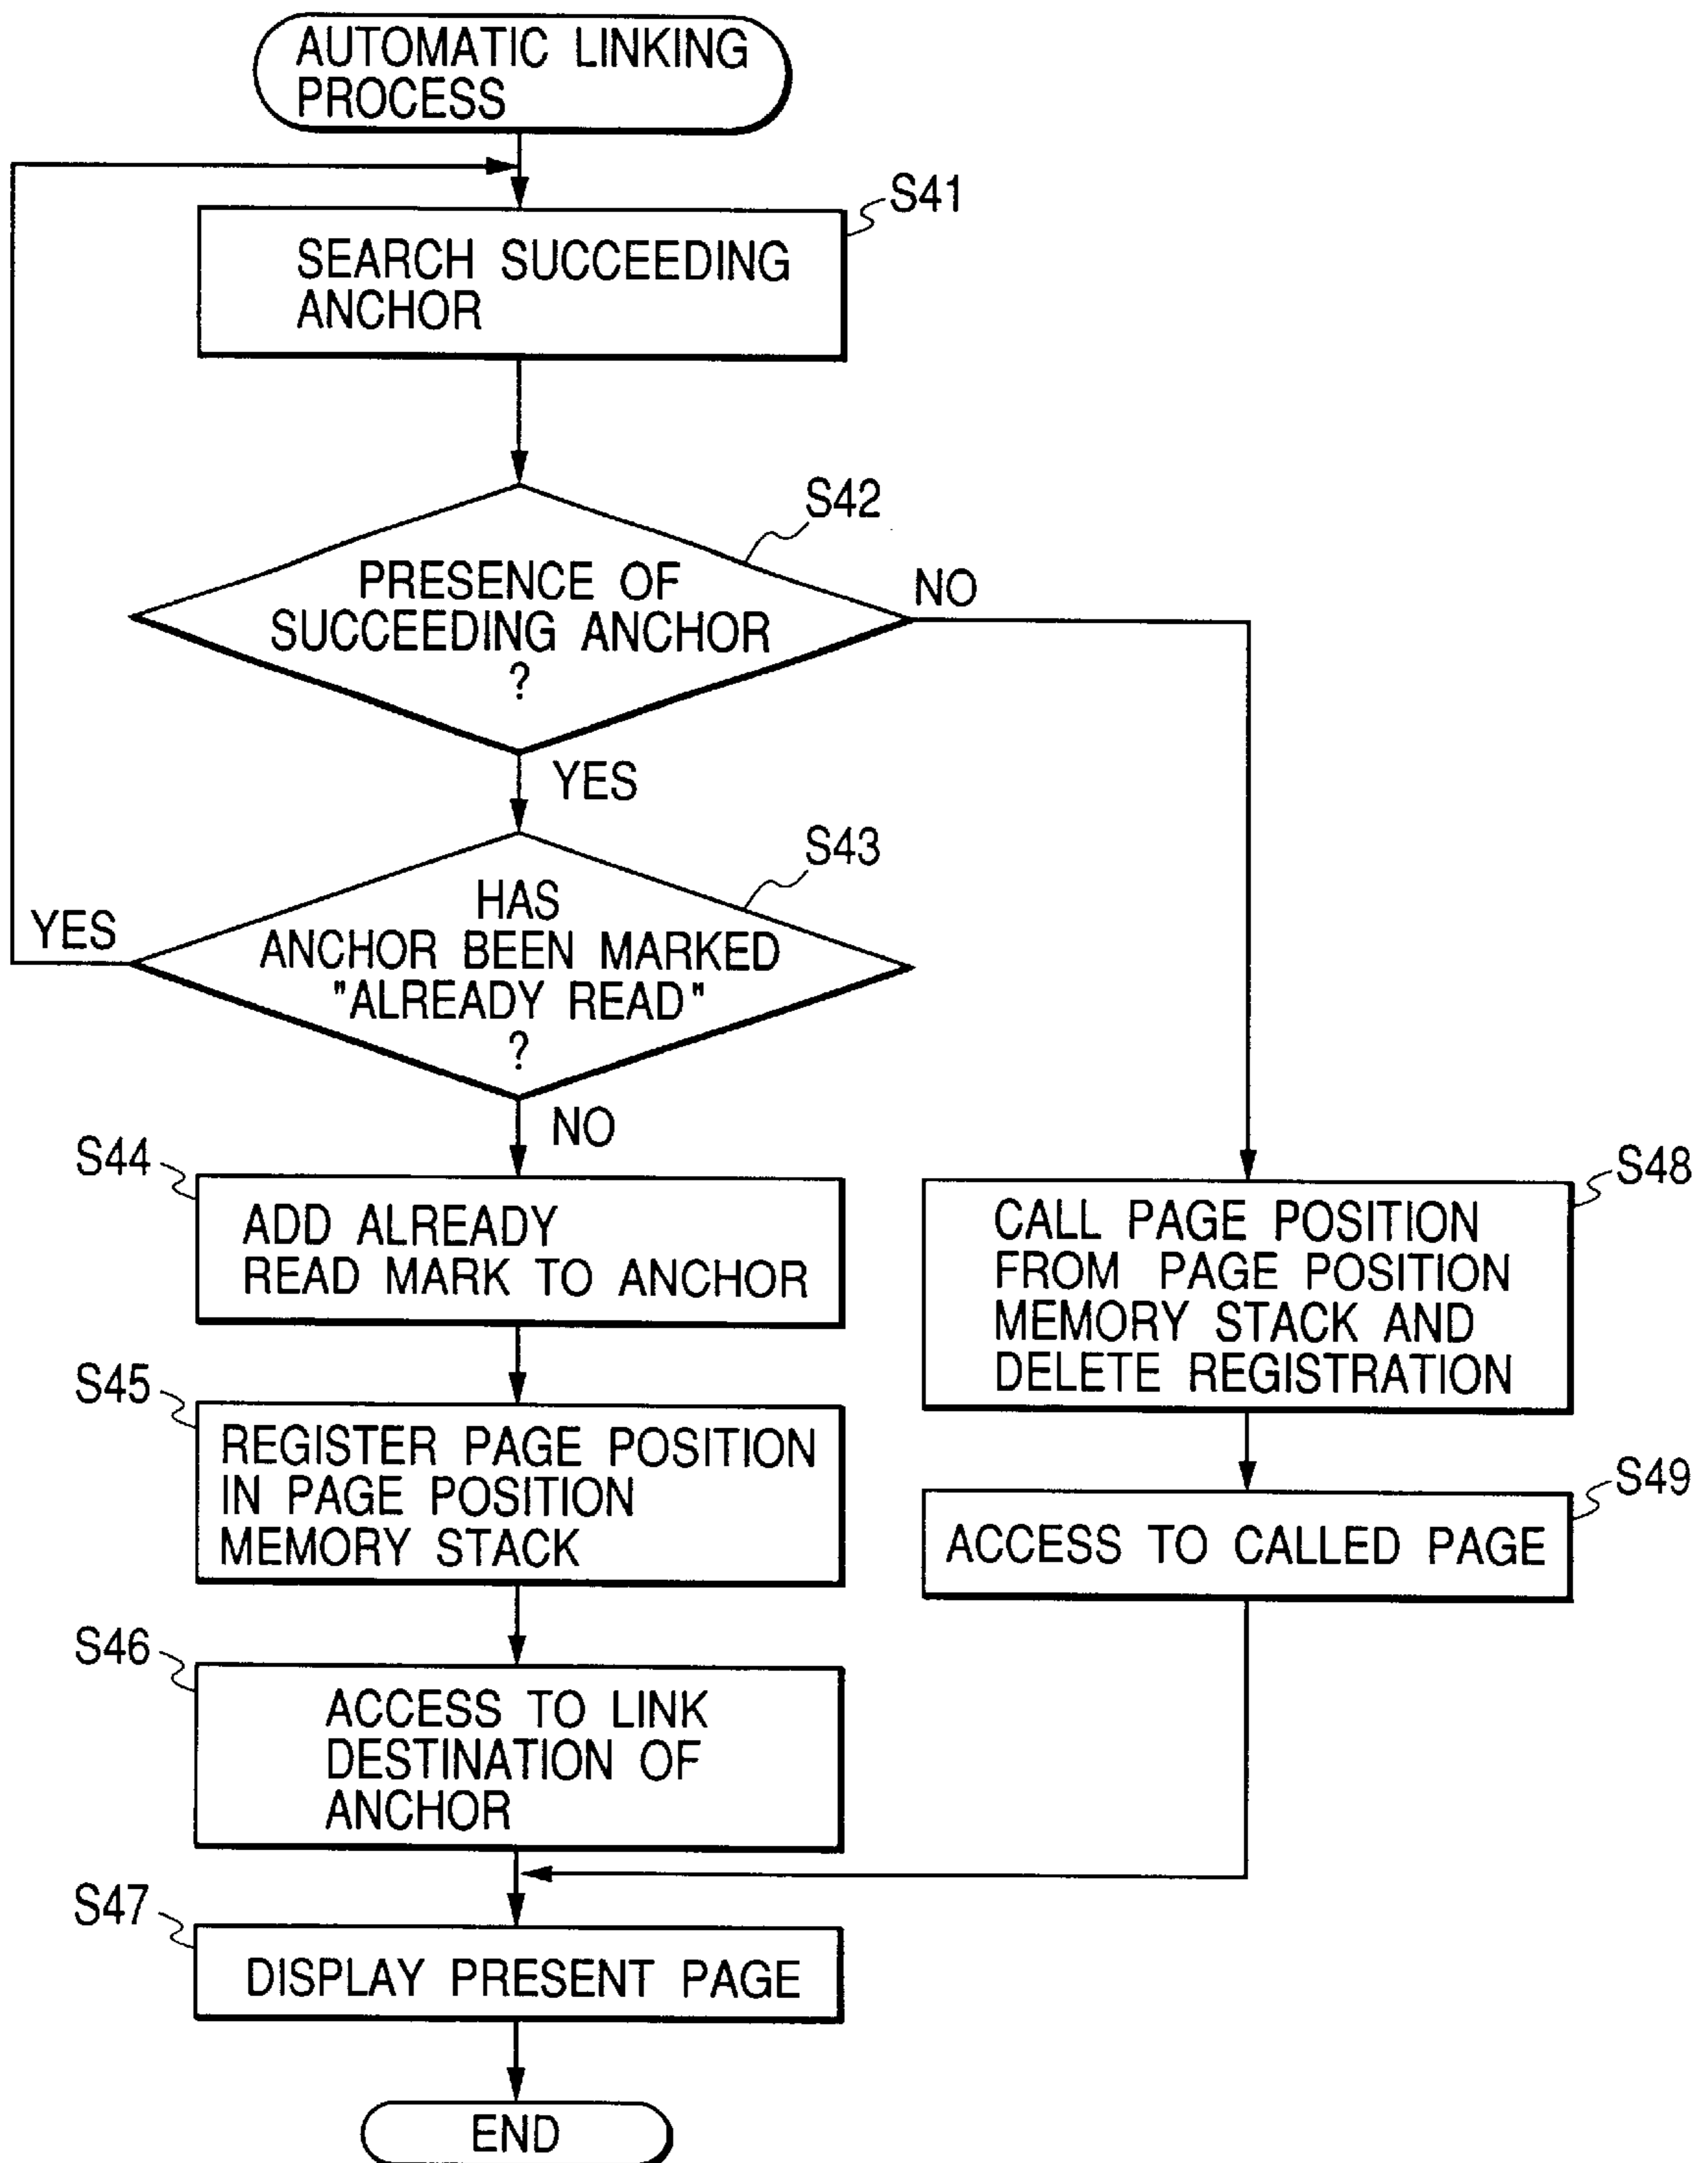 AUTOMATIC LINKING
PROCESS
S41
SEARCH SUCCEEDING
ANCHOR
S42
PRESENCE OF
SUCCEEDING ANCHOR
?
NO
YES
S43
HAS
ANCHOR BEEN MARKED
"ALREADY READ"
?
YES
NO
S44
ADD ALREADY
READ MARK TO ANCHOR
S48
CALL PAGE POSITION
FROM PAGE POSITION
MEMORY STACK AND
DELETE REGISTRATION
S45
REGISTER PAGE POSITION
IN PAGE POSITION
MEMORY STACK
S49
ACCESS TO CALLED PAGE
S46
ACCESS TO LINK
DESTINATION OF
ANCHOR
S47
DISPLAY PRESENT PAGE
END